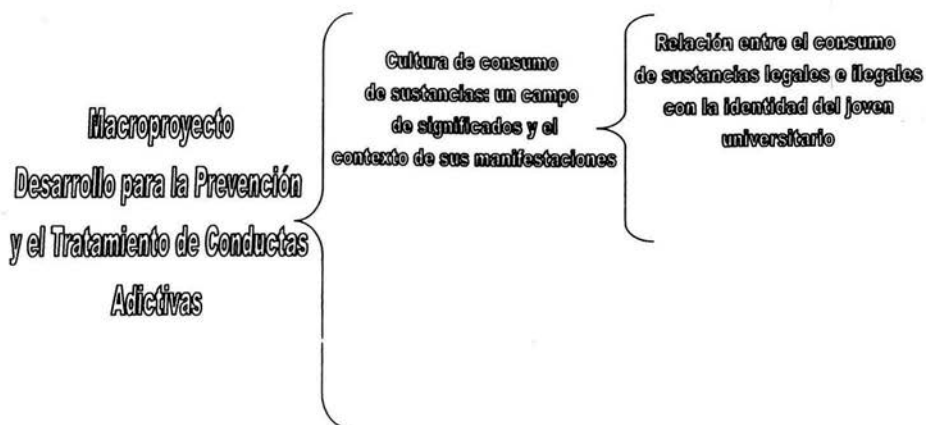 Macroproyecto
Desarrollo para la Prevención
y el Tratamiento de Conductas
Adictivas
Cultura de consumo
de sustancias: un campo
de significados y el
contexto de sus manifestaciones
Relación entre el consumo
de sustancias legales e ilegales
con la identidad del joven
universitario